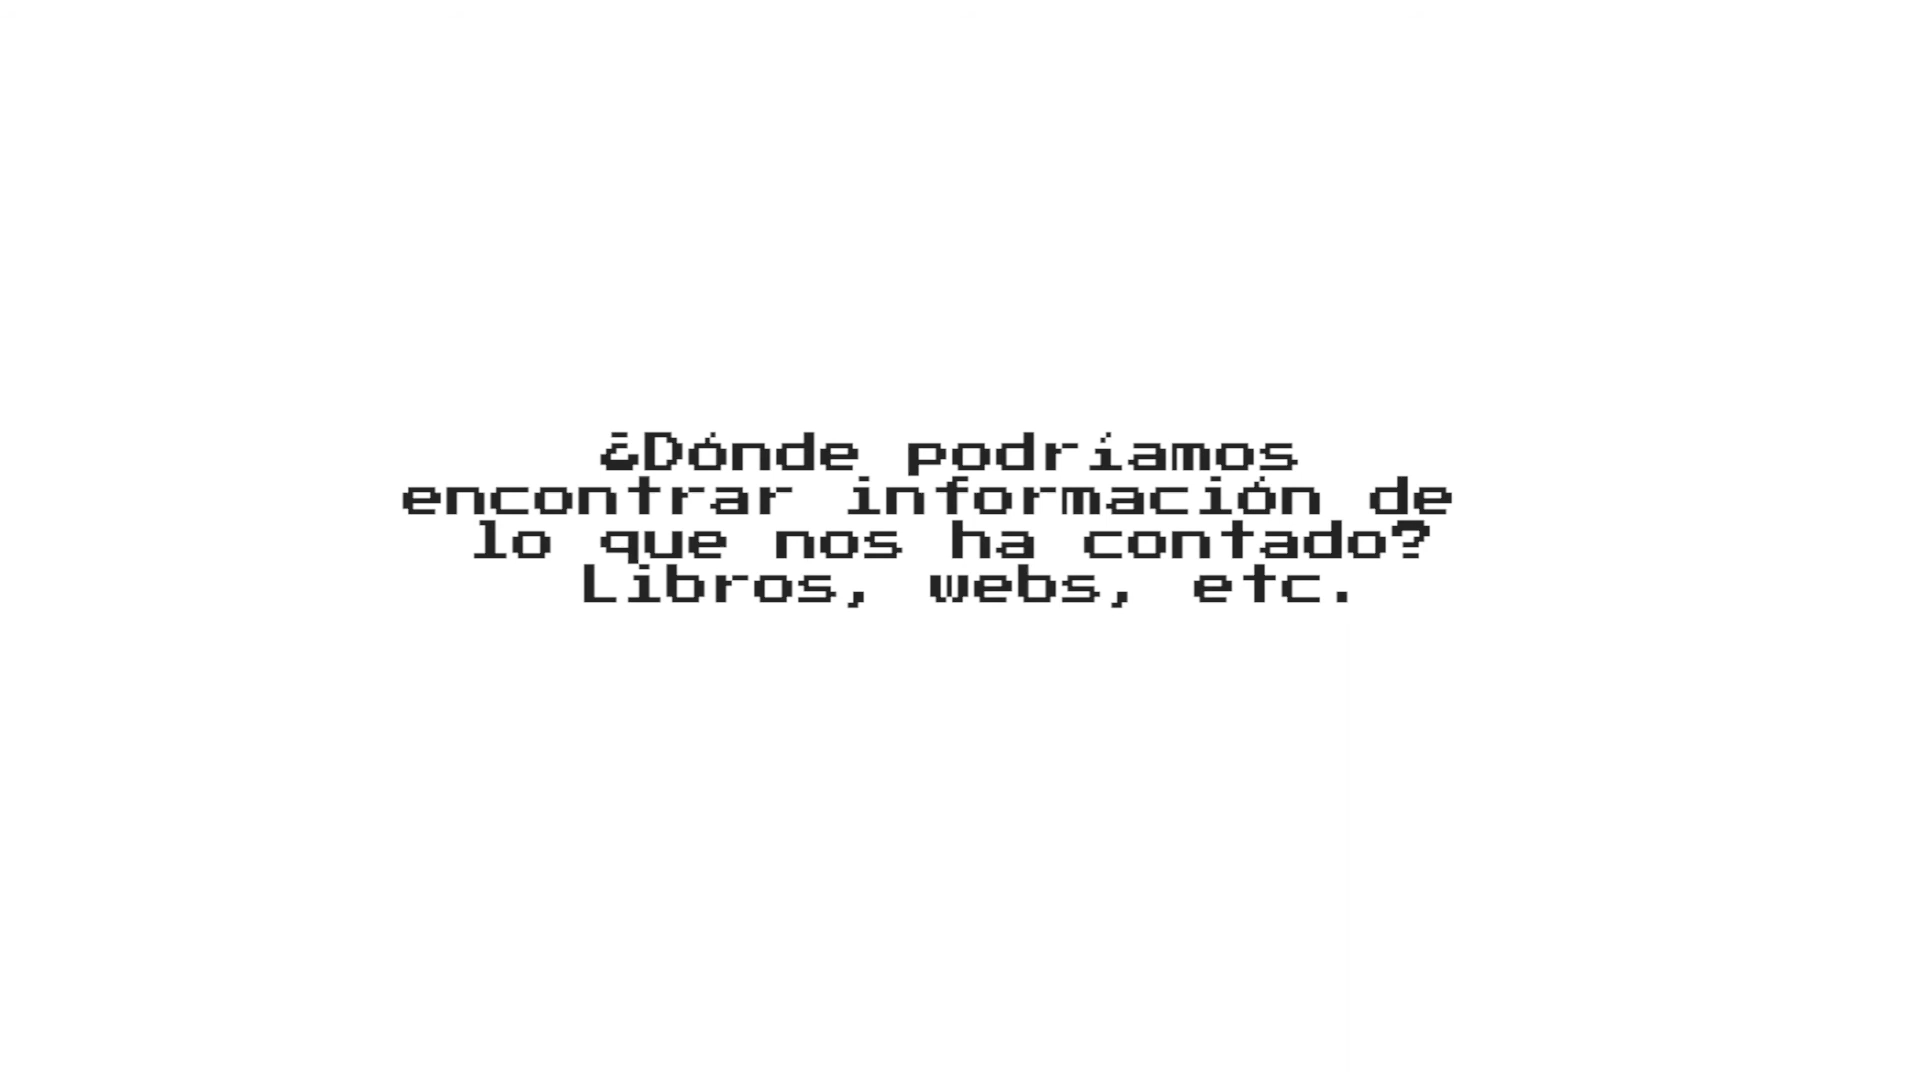 ¿Dónde podríamos
encontrar información de
lo que nos ha contado?
Libros, webs, etc.